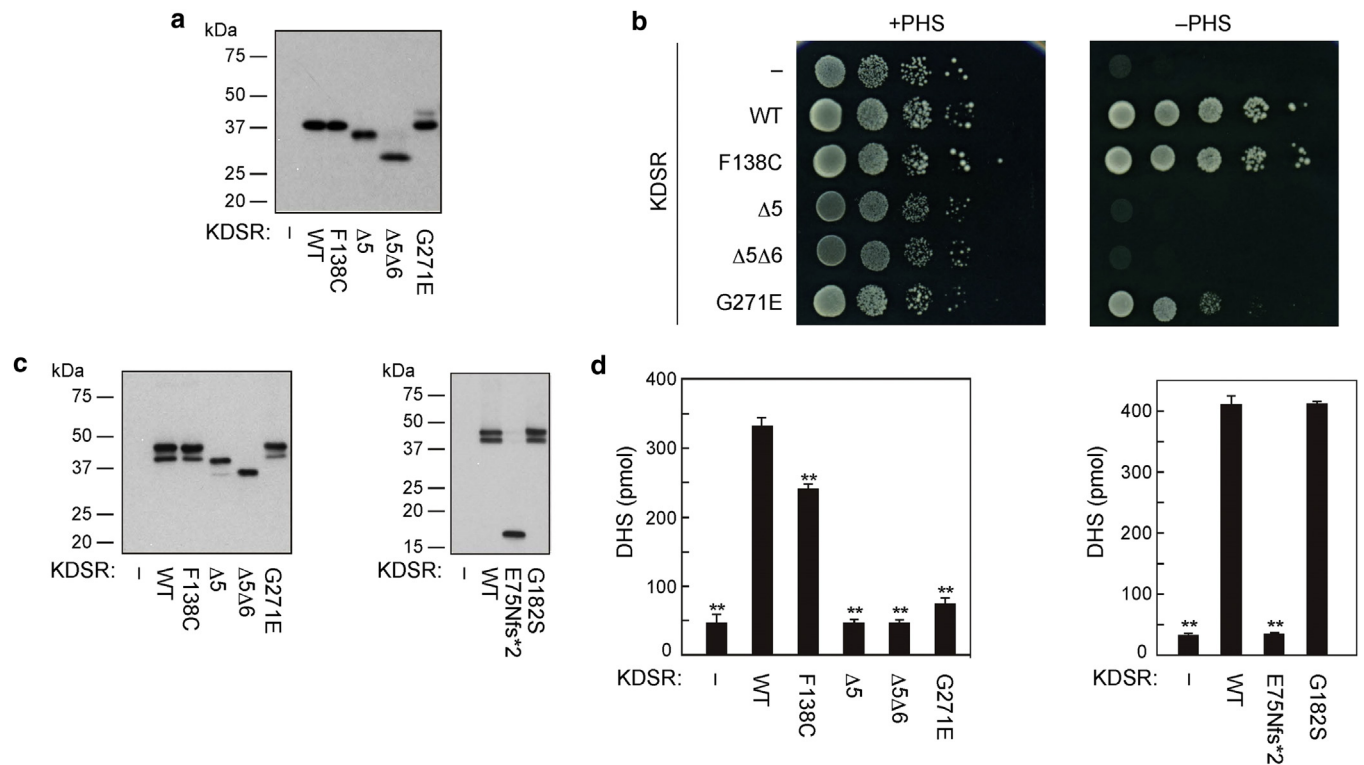 a
kDa
75
50
37
25
20
KDSR: – WT F138C Δ5 Δ5Δ6 G271E
b
+PHS –PHS
KDSR
–
WT
F138C
Δ5
Δ5Δ6
G271E
c
kDa
75
50
37
25
20
KDSR: – WT F138C Δ5 Δ5Δ6 G271E
kDa
75
50
37
25
20
15
KDSR: – WT E75Nfs*2 G182S
d
DHS (pmol)
400
300
200
100
0
** ** ** ** **
KDSR: – WT F138C Δ5 Δ5Δ6 G271E
DHS (pmol)
400
300
200
100
0
** **
KDSR: – WT E75Nfs*2 G182S